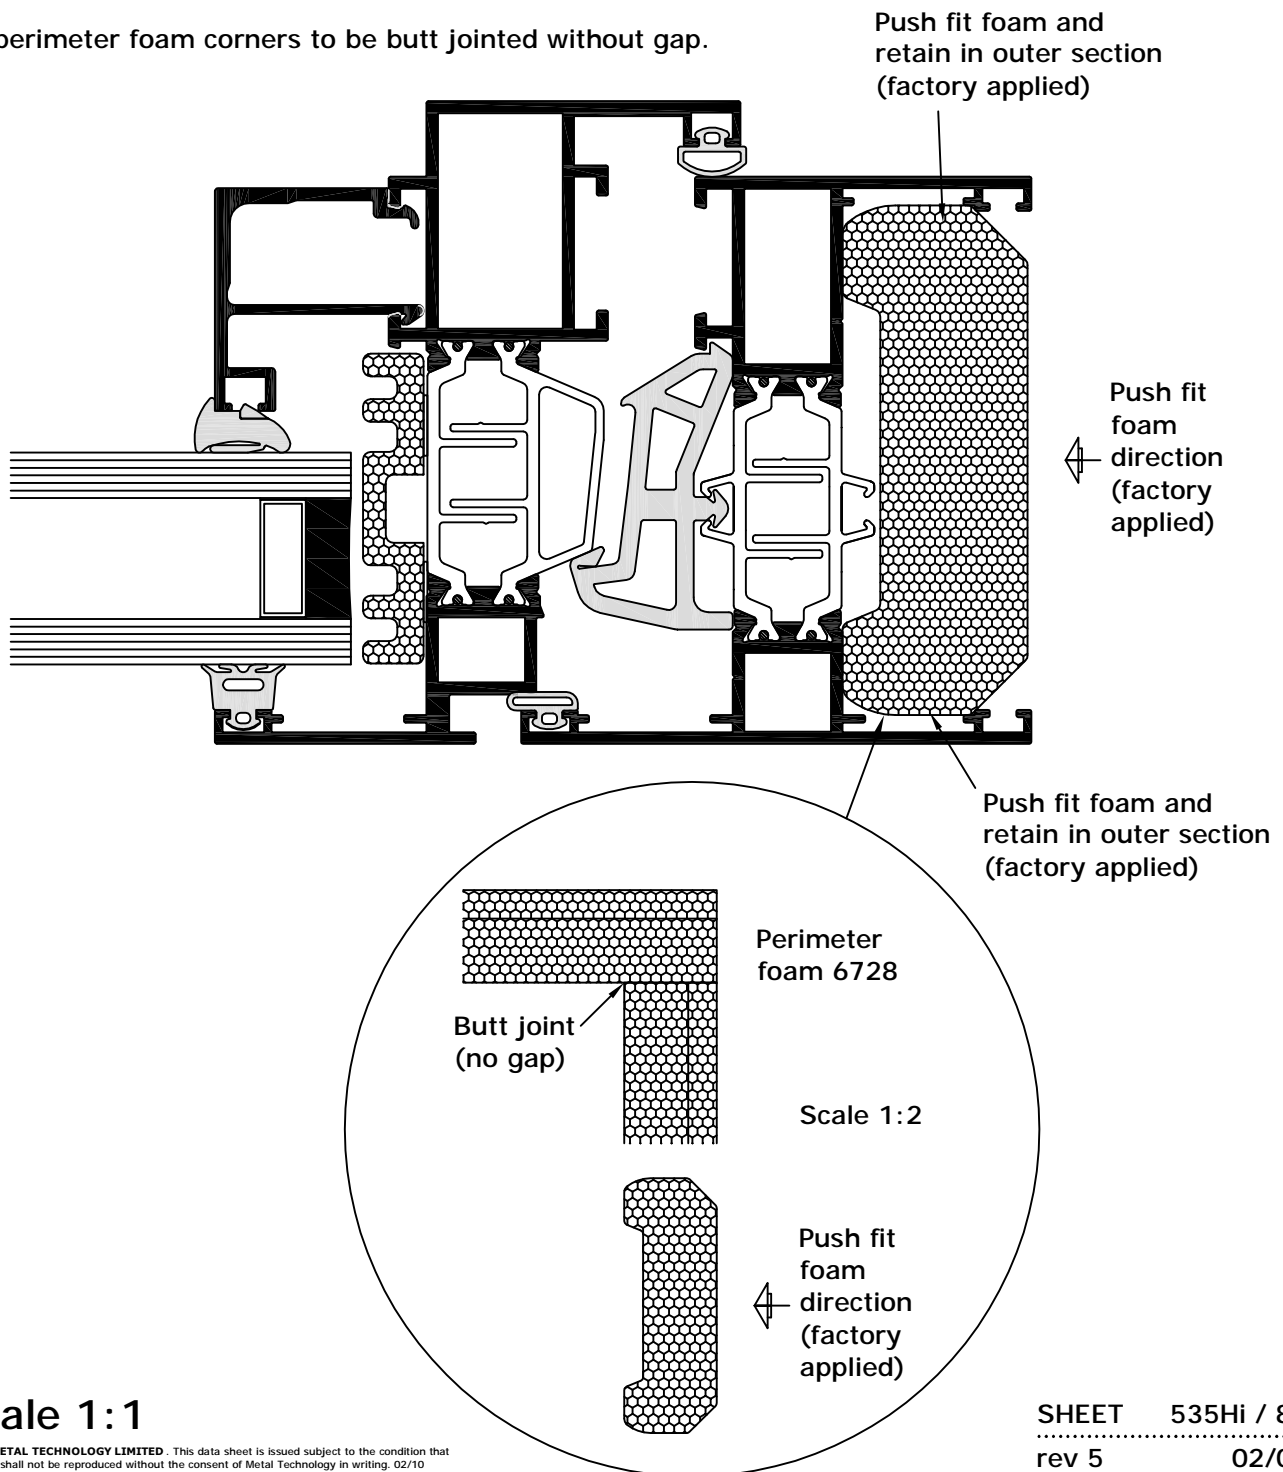 perimeter foam corners to be butt jointed without gap.
Push fit foam and
retain in outer section
(factory applied)
Push fit
foam
direction
(factory
applied)
Push fit foam and
retain in outer section
(factory applied)
Perimeter
foam 6728
Butt joint
(no gap)
Scale 1:2
Push fit
foam
direction
(factory
applied)
ale 1:1
ETAL TECHNOLOGY LIMITED . This data sheet is issued subject to the condition that
shall not be reproduced without the consent of Metal Technology in writing. 02/10
SHEET 535Hi / 8
rev 5 02/0